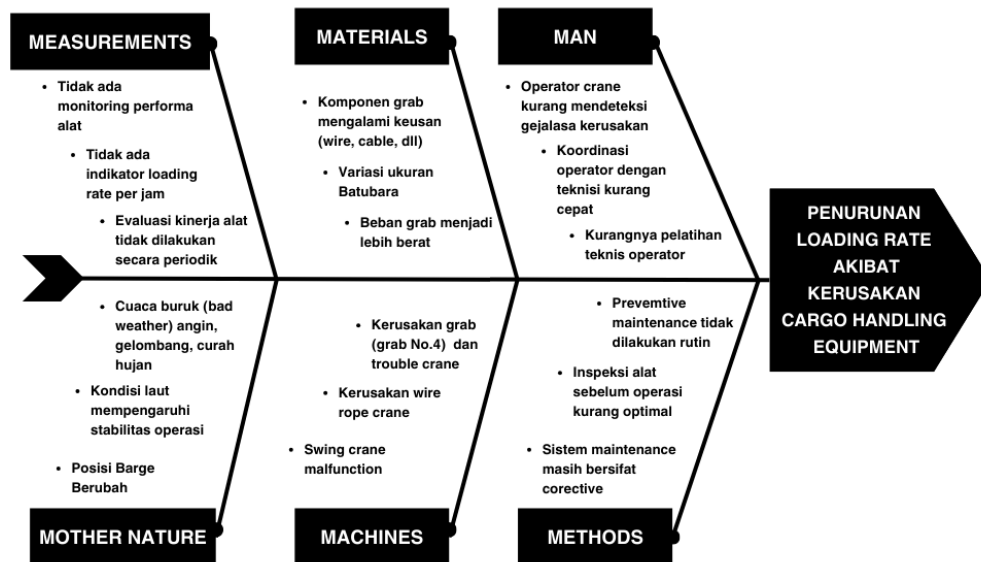 MEASUREMENTS
MATERIALS
MAN
• Tidak ada
monitoring performa
alat
• Tidak ada
indikator loading
rate per jam
• Evaluasi kinerja alat
tidak dilakukan
secara periodik
• Komponen grab
mengalami keusan
(wire, cable, dll)
• Variasi ukuran
Batubara
• Beban grab menjadi
lebih berat
• Operator crane
kurang mendeteksi
gejalasa kerusakan
• Koordinasi
operator dengan
teknisi kurang
cepat
• Kurangnya pelatihan
teknis operator
PENURUNAN
LOADING RATE
AKIBAT
KERUSAKAN
CARGO HANDLING
EQUIPMENT
• Cuaca buruk (bad
weather) angin,
gelombang, curah
hujan
• Kondisi laut
mempengaruhi
stabilitas operasi
• Posisi Barge
Berubah
• Kerusakan grab
(grab No.4) dan
trouble crane
• Kerusakan wire
rope crane
• Swing crane
malfunction
• Prevemtive
maintenance tidak
dilakukan rutin
• Inspeksi alat
sebelum operasi
kurang optimal
• Sistem maintenance
masih bersifat
corective
MOTHER NATURE
MACHINES
METHODS